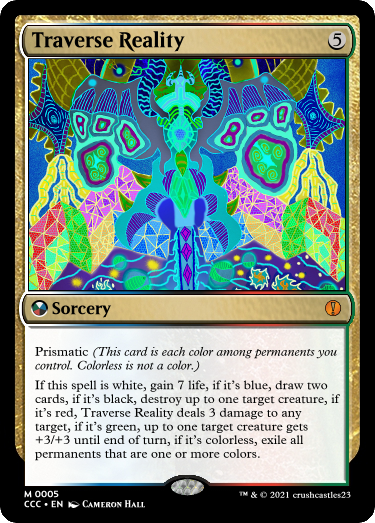 Traverse Reality 5
Sorcery
Prismatic (This card is each color among permanents you
control. Colorless is not a color.)
If this spell is white, gain 7 life, if it's blue, draw two
cards, if it's black, destroy up to one target creature, if
it's red, Traverse Reality deals 3 damage to any
target, if it's green, up to one target creature gets
+3/+3 until end of turn, if it's colorless, exile all
permanents that are one or more colors.
M 0005
CCC • EN Cameron Hall
™ & © 2021 crushcastles23